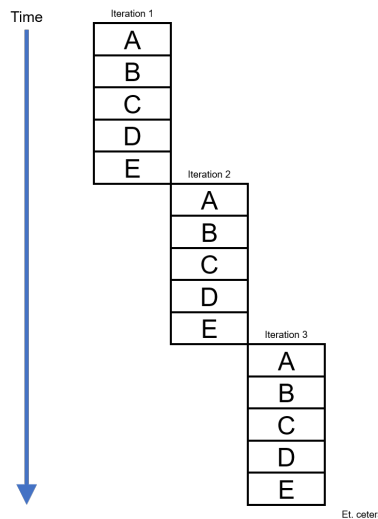 Time
Iteration 1
A
B
C
D
E
Iteration 2
A
B
C
D
E
Iteration 3
A
B
C
D
E
Et. ceter